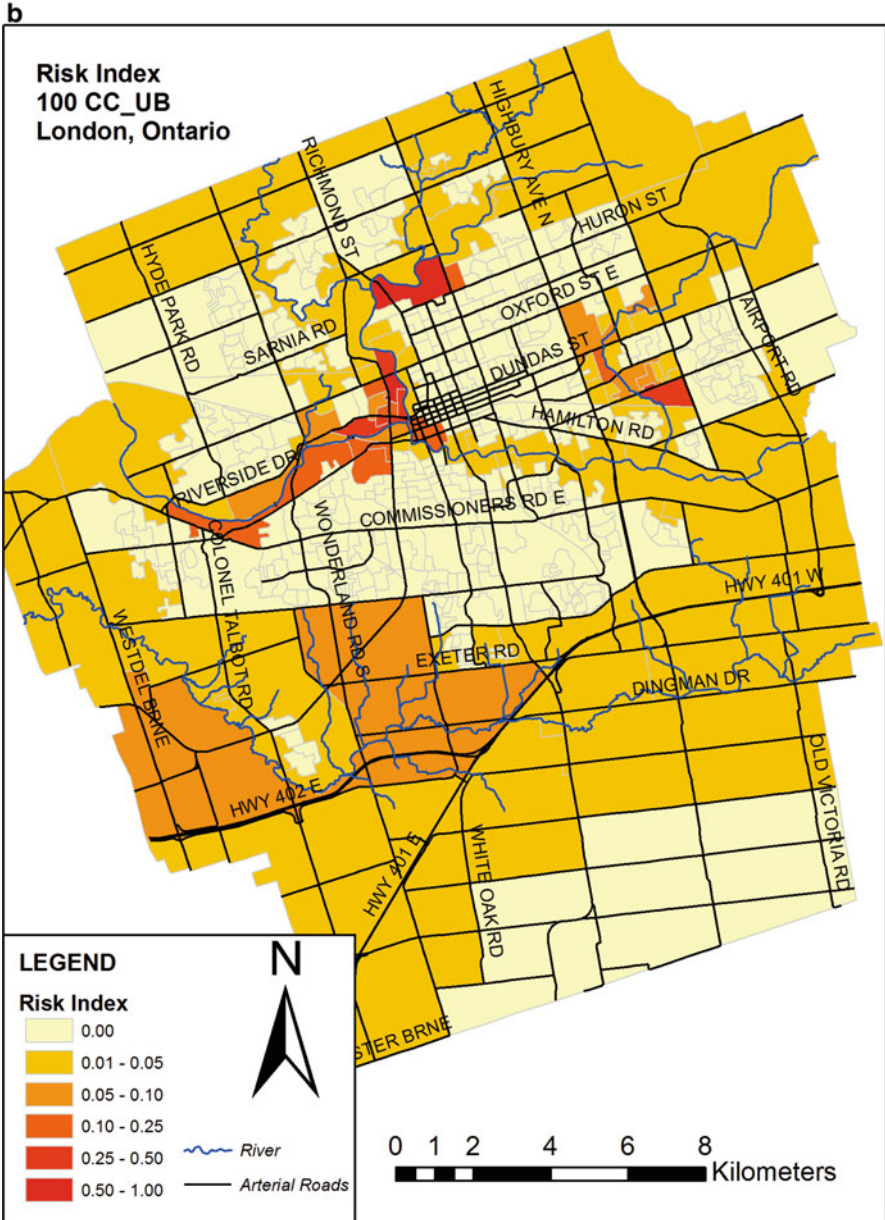 b
Risk Index
100 CC_UB
London, Ontario
HIGHBURY AVE N
RICHMOND ST
HURON ST
HYDE PARK RD
OXFORD ST E
AIRPORT RD
SARNIA RD
DUNDAS ST
HAMILTON RD
RIVERSIDE DR
COMMISSIONERS RD E
WONDERLAND RD S
COLONEL TALBOT RD
HWY 401 W
WESTDEL BRNE
EXETER RD
DINGMAN DR
OLD VICTORIA RD
HWY 402 E
HWY 401 E
WHITE OAK RD
STER BRNE
LEGEND
N
Risk Index
0.00
0.01 - 0.05
0.05 - 0.10
0.10 - 0.25
0.25 - 0.50
0.50 - 1.00
River
Arterial Roads
0 1 2 4 6 8
Kilometers